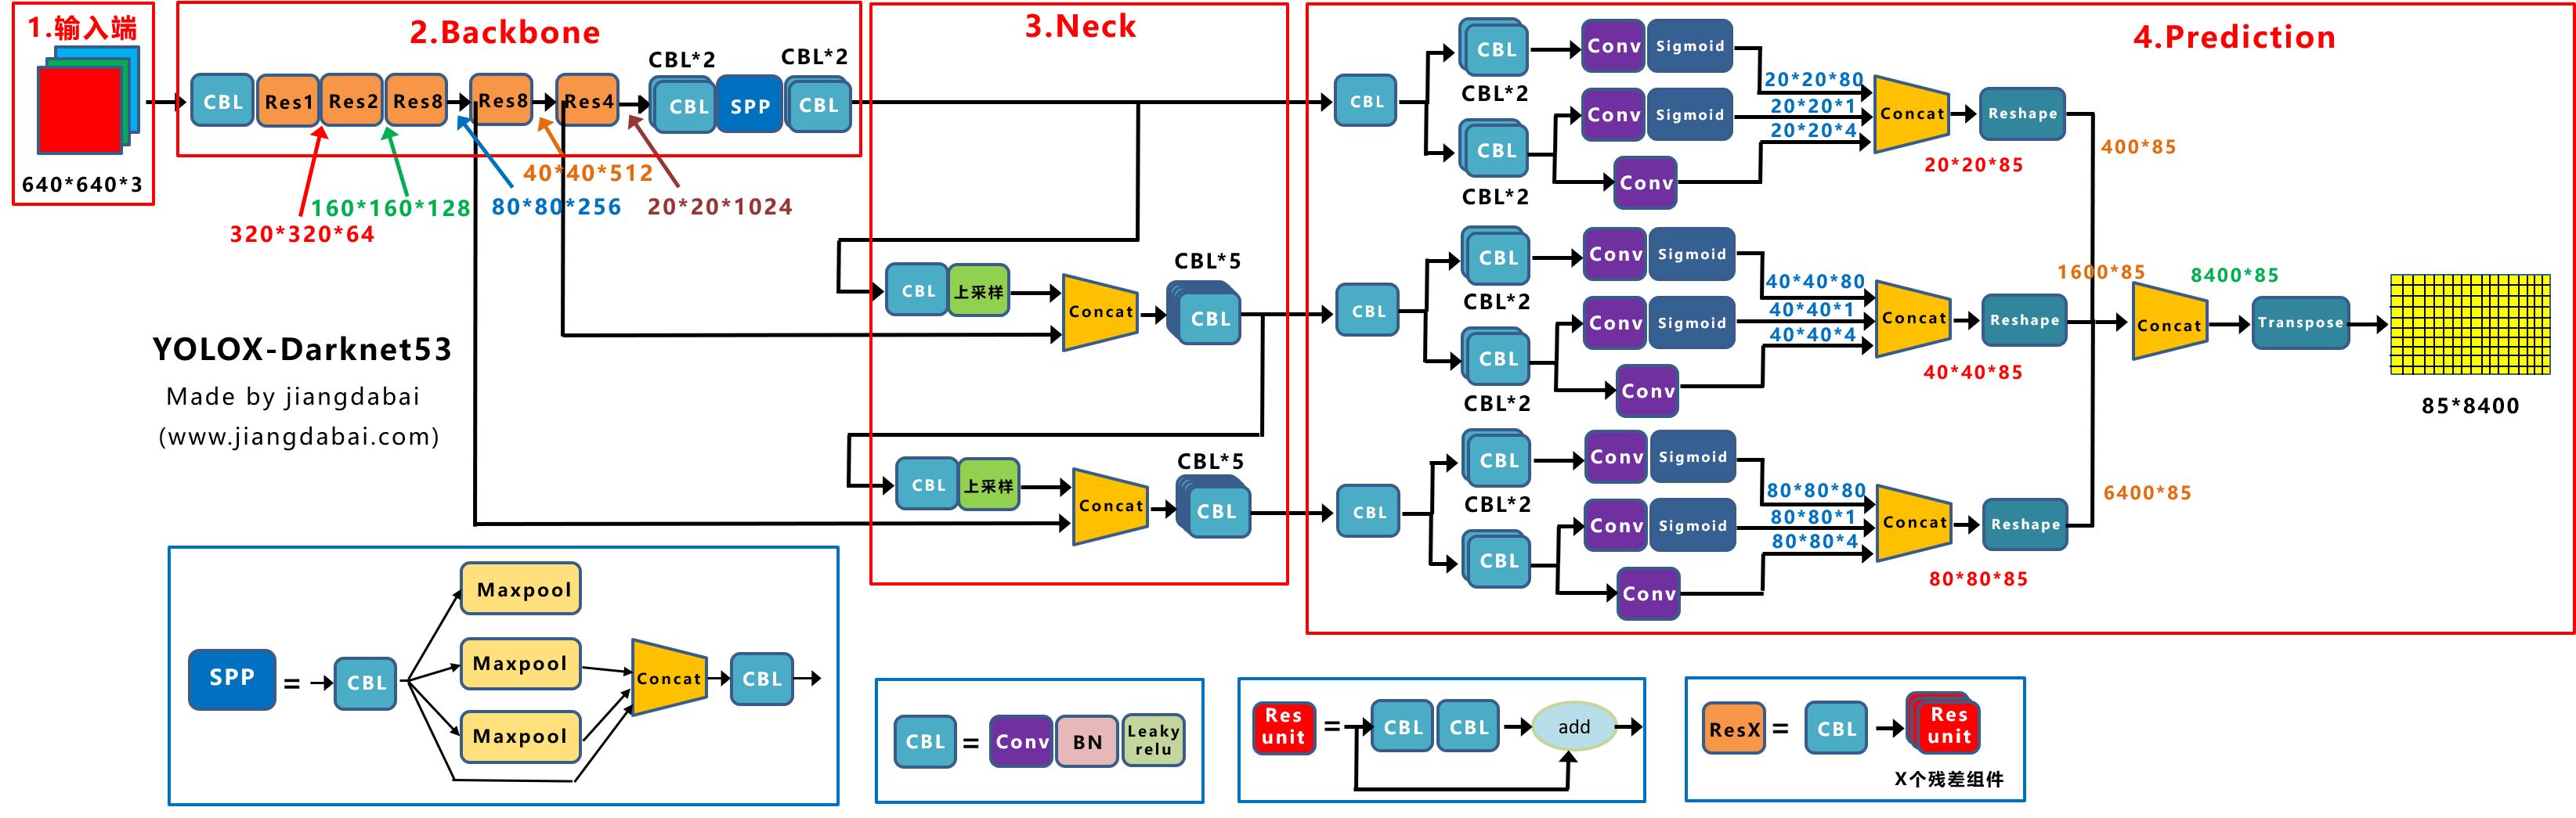 1.输入端
640*640*3
2.Backbone
CBL
Res1
Res2
Res8
Res8
Res4
CBL*2
CBL
SPP
CBL*2
CBL
320*320*64
160*160*128
80*80*256
40*40*512
20*20*1024
3.Neck
CBL
上采样
Concat
CBL*5
CBL
CBL
上采样
Concat
CBL*5
CBL
4.Prediction
CBL
CBL
CBL*2
CBL
CBL*2
Conv
Sigmoid
Conv
Sigmoid
Conv
20*20*80
20*20*1
20*20*4
Concat
20*20*85
Reshape
400*85
CBL
CBL
CBL*2
CBL
CBL*2
Conv
Sigmoid
Conv
Sigmoid
Conv
40*40*80
40*40*1
40*40*4
Concat
40*40*85
Reshape
1600*85
CBL
CBL
CBL*2
CBL
Conv
Sigmoid
Conv
Sigmoid
Conv
80*80*80
80*80*1
80*80*4
Concat
80*80*85
Reshape
6400*85
Concat
8400*85
Transpose
85*8400
YOLOX-Darknet53
Made by jiangdabai
(www.jiangdabai.com)
SPP
=
CBL
Maxpool
Maxpool
Maxpool
Concat
CBL
CBL
=
Conv
BN
Leaky
relu
Res
unit
=
CBL
CBL
add
ResX
=
CBL
Res
unit
X个残差组件